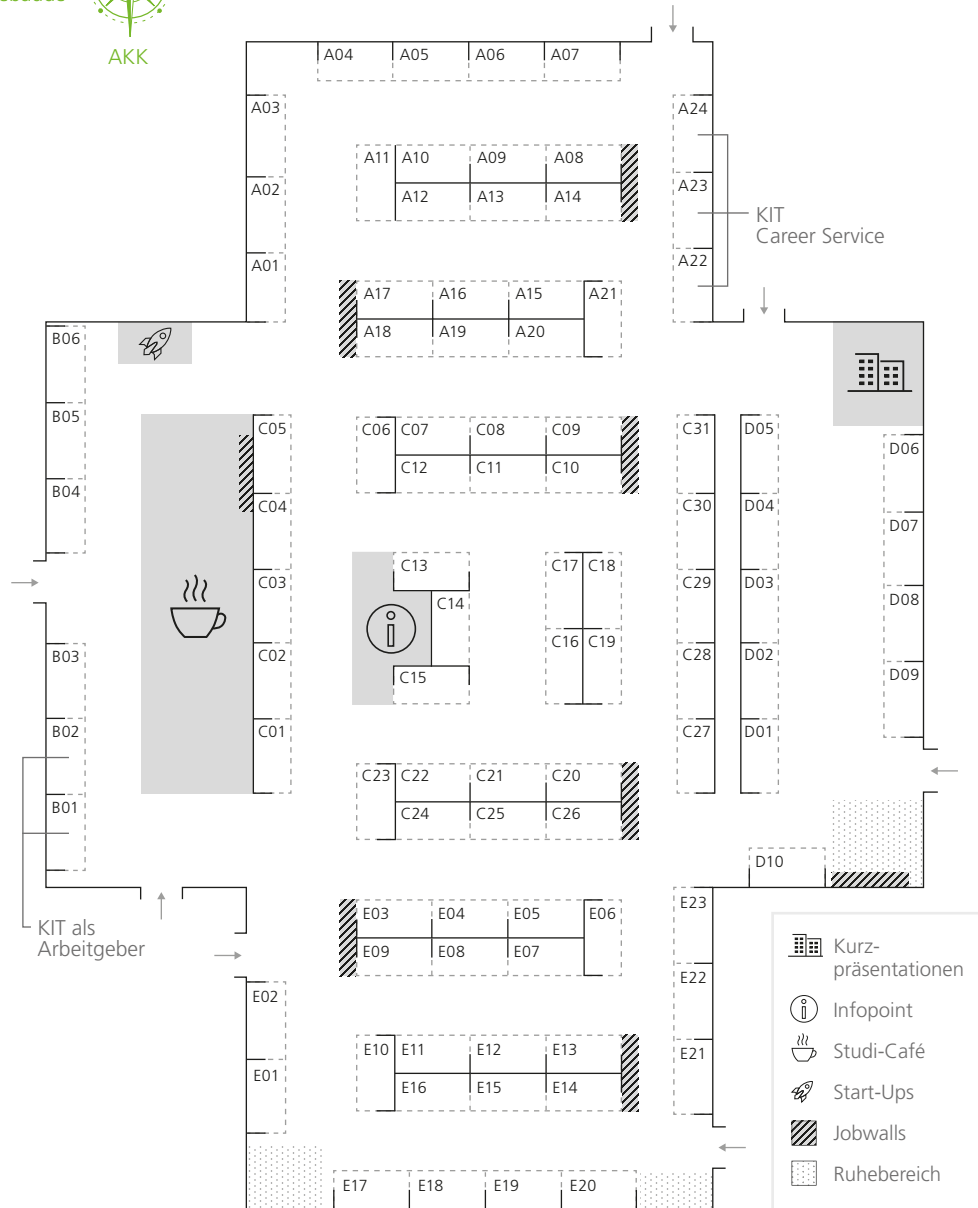 AKK
A04 A05 A06 A07
A03
A24
A11 A10 A09 A08
A12 A13 A14
A02
A23
KIT
Career Service
A01
A22
A17 A16 A15 A21
A18 A19 A20
B06
B05
B04
C05
C06 C07 C08 C09
C12 C11 C10
C31 D05
D06
C04
C30 D04
D07
C13
C17 C18
C03
C29 D03
C14
D08
C16 C19
C02
C28 D02
B03
C15
D09
B02
C01
C27 D01
C23 C22 C21 C20
C24 C25 C26
B01
D10
E23
E03 E04 E05 E06
E09 E08 E07
KIT als
Arbeitgeber
E22
E02
E21
E10 E11 E12 E13
E16 E15 E14
E01
E17 E18 E19 E20
Kurz-
präsentationen
Infopoint
Studi-Café
Start-Ups
Jobwalls
Ruhebereich